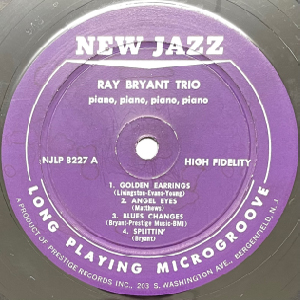 NEW JAZZ
RAY BRYANT TRIO
piano, piano, piano, piano
NJLP 8227 A
HIGH FIDELITY
1. GOLDEN EARRINGS
(Livingston-Evans-Young)
2. ANGEL EYES
(Matthews)
3. BLUES CHANGES
(Bryant-Prestige Music-BMI)
4. SPLITTIN'
(Bryant)
LONG PLAYING MICROGROOVE
A PRODUCT OF PRESTIGE RECORDS INC., 203 S. WASHINGTON AVE., BERGENFIELD, N. J.